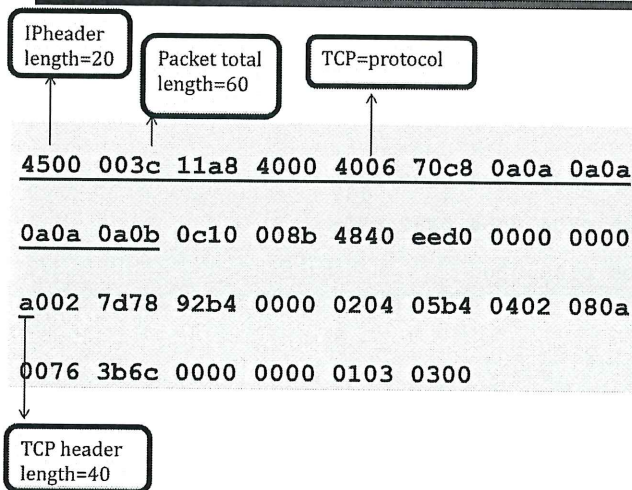 IPheader
length=20
Packet total
length=60
TCP=protocol
4500 003c 11a8 4000 4006 70c8 0a0a 0a0a
0a0a 0a0b 0c10 008b 4840 eed0 0000 0000
a002 7d78 92b4 0000 0204 05b4 0402 080a
0076 3b6c 0000 0000 0103 0300
TCP header
length=40